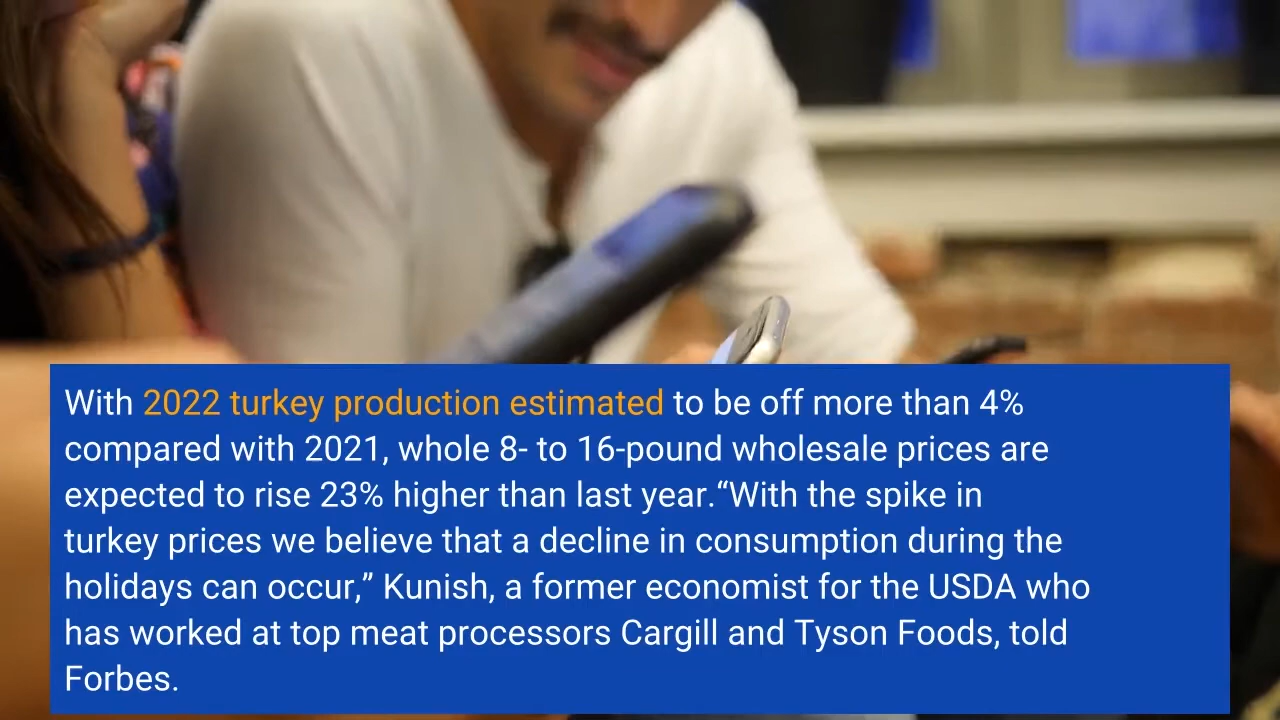 With 2022 turkey production estimated to be off more than 4%
compared with 2021, whole 8- to 16-pound wholesale prices are
expected to rise 23% higher than last year.“With the spike in
turkey prices we believe that a decline in consumption during the
holidays can occur,” Kunish, a former economist for the USDA who
has worked at top meat processors Cargill and Tyson Foods, told
Forbes.